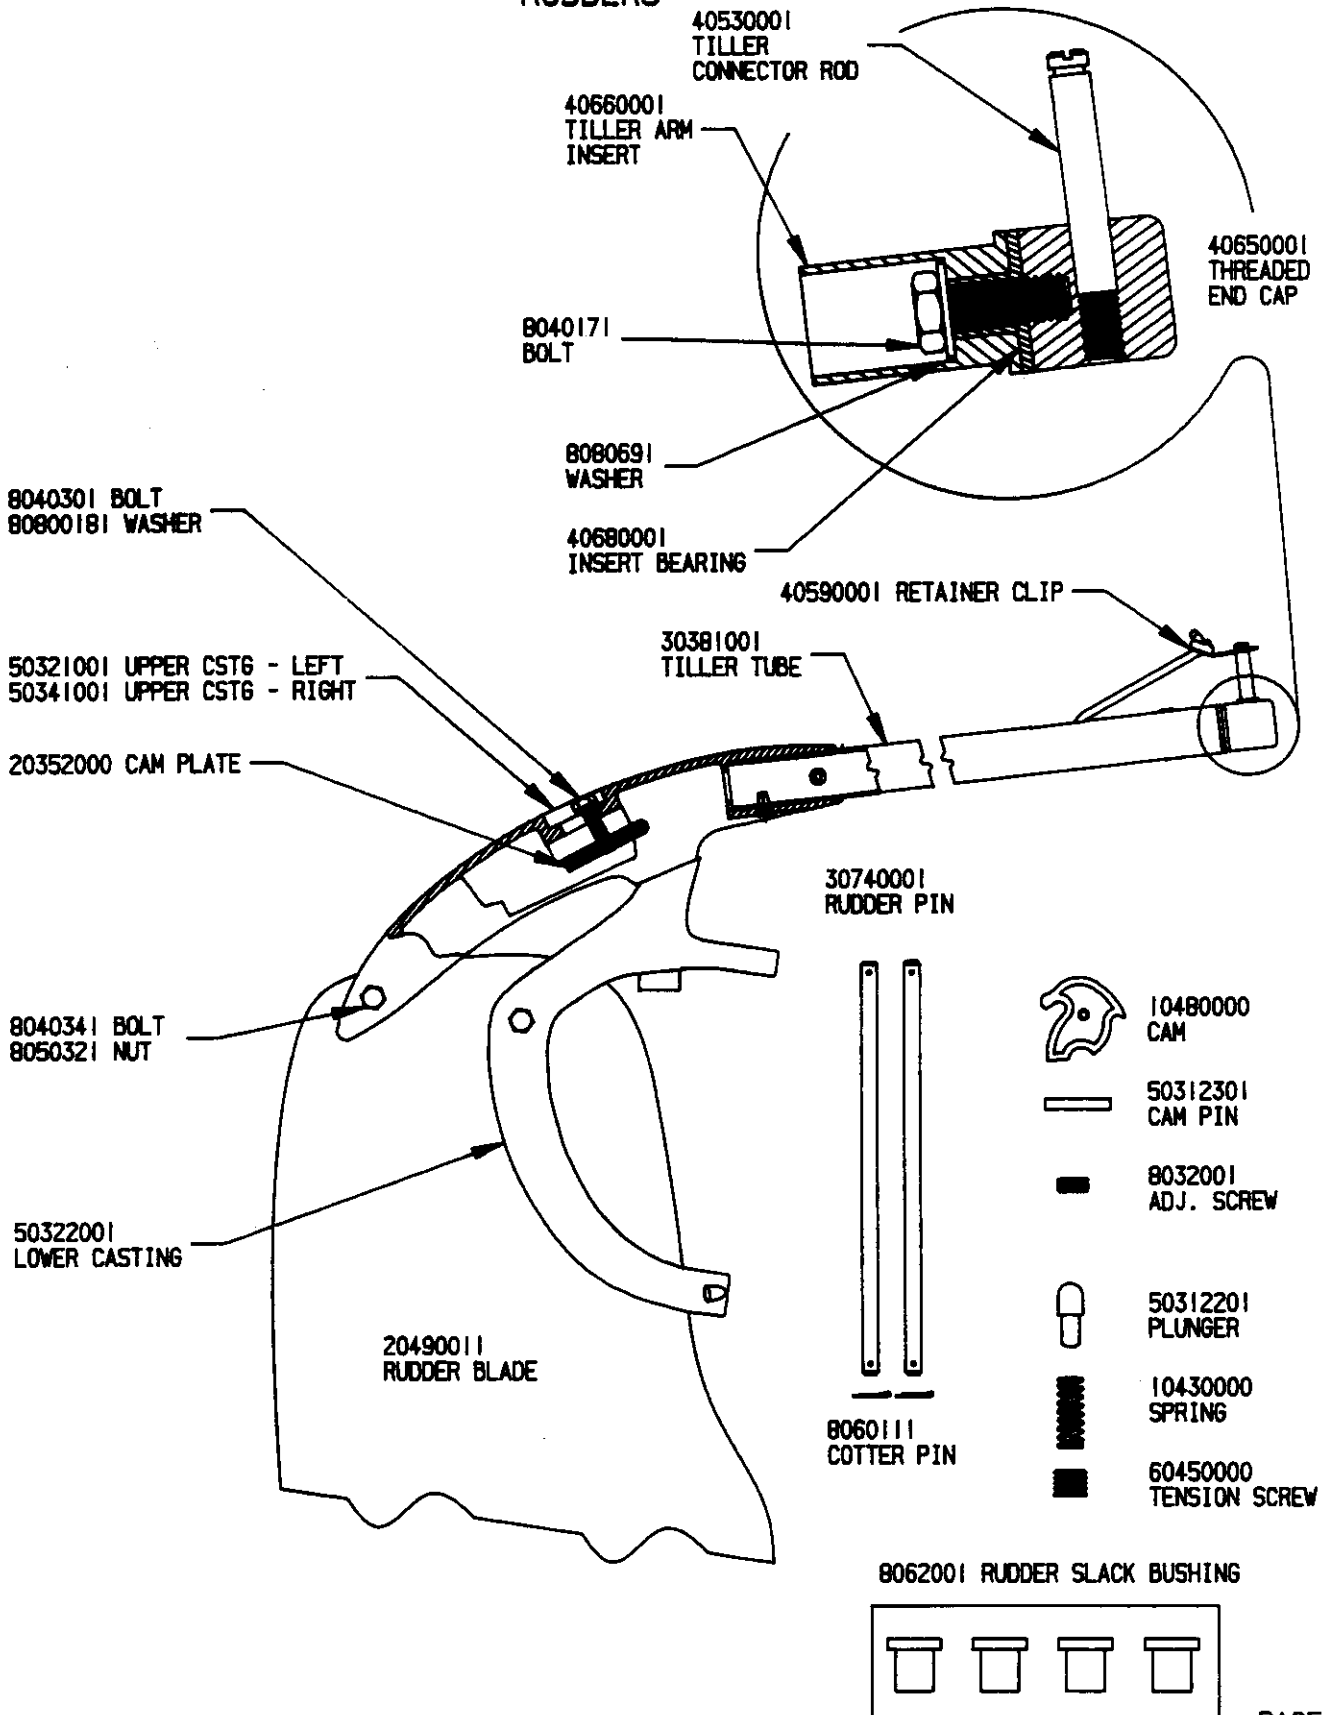 RUDDERS
40530001
TILLER
CONNECTOR ROD
40660001
TILLER ARM
INSERT
40650001
THREADED
END CAP
8040171
BOLT
8080691
WASHER
40680001
INSERT BEARING
8040301 BOLT
80800181 WASHER
40590001 RETAINER CLIP
30381001
TILLER TUBE
50321001 UPPER CSTG - LEFT
50341001 UPPER CSTG - RIGHT
20352000 CAM PLATE
30740001
RUDDER PIN
8040341 BOLT
8050321 NUT
10480000
CAM
50312301
CAM PIN
8032001
ADJ. SCREW
50322001
LOWER CASTING
50312201
PLUNGER
20490011
RUDDER BLADE
10430000
SPRING
8060111
COTTER PIN
60450000
TENSION SCREW
8062001 RUDDER SLACK BUSHING